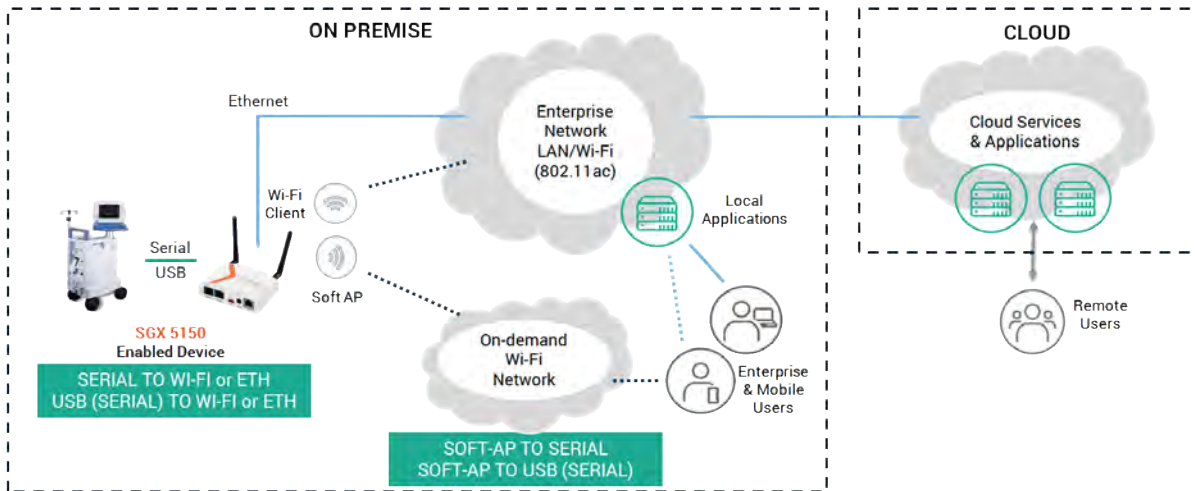 ON PREMISE
CLOUD
Ethernet
Enterprise
Network
LAN/Wi-Fi
(802.11ac)
Cloud Services
& Applications
Wi-Fi
Client
Local
Applications
Serial
USB
Soft AP
Remote
Users
SGX 5150
Enabled Device
On-demand
Wi-Fi
Network
Enterprise
& Mobile
Users
SERIAL TO WI-FI or ETH
USB (SERIAL) TO WI-FI or ETH
SOFT-AP TO SERIAL
SOFT-AP TO USB (SERIAL)